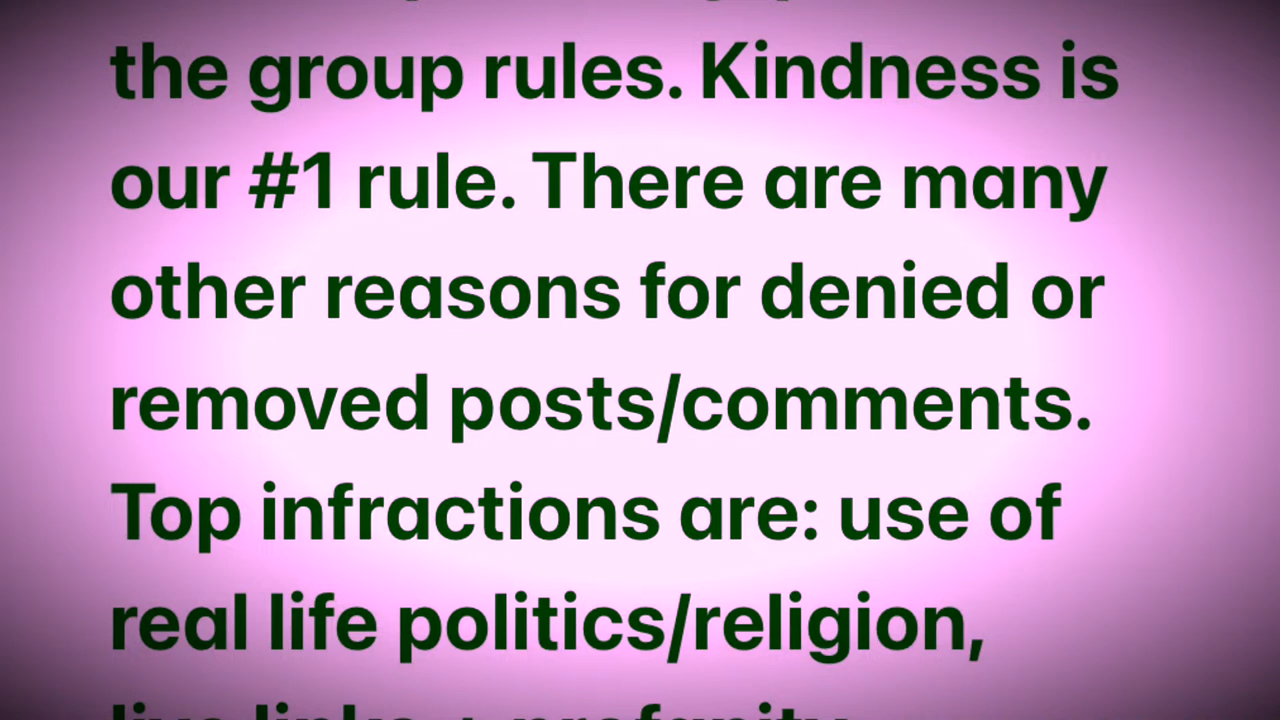 the group rules. Kindness is
our #1 rule. There are many
other reasons for denied or
removed posts/comments.
Top infractions are: use of
real life politics/religion,